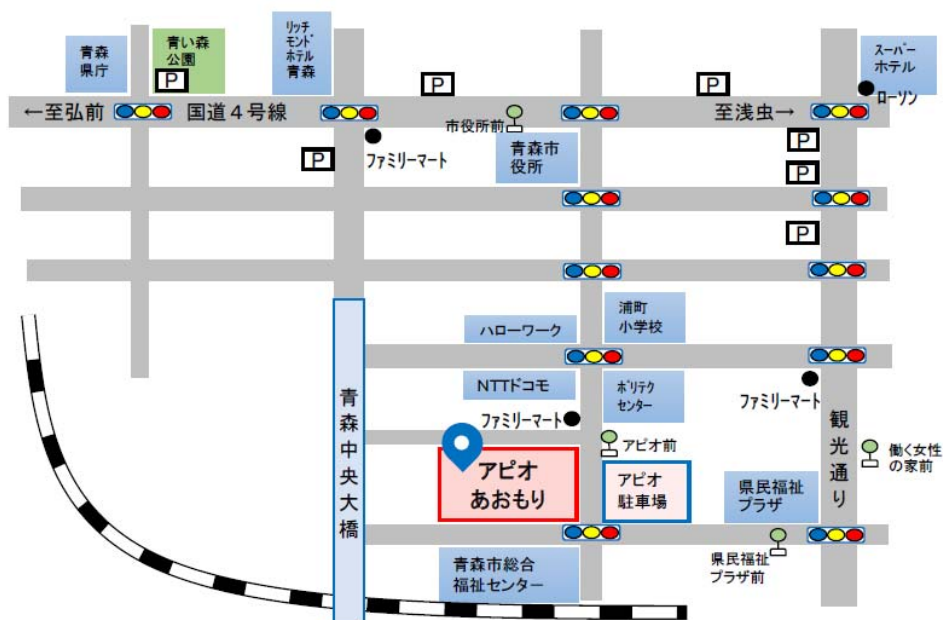 青森
県庁
青い森
公園
P
リッチ
モンド
ホテル
青森
P
P
スーパー
ホテル
ローソン
←至弘前
国道4号線
市役所前
至浅虫→
P
ファミリーマート
青森市
役所
P
P
P
浦町
小学校
ハローワーク
NTTドコモ
ポリテク
センター
ファミリーマート
ファミリーマート
青森中央大橋
アピオ前
観光通り
働く女性
の家前
アピオ
あおもり
アピオ
駐車場
県民福祉
プラザ
青森市総合
福祉センター
県民福祉
プラザ前